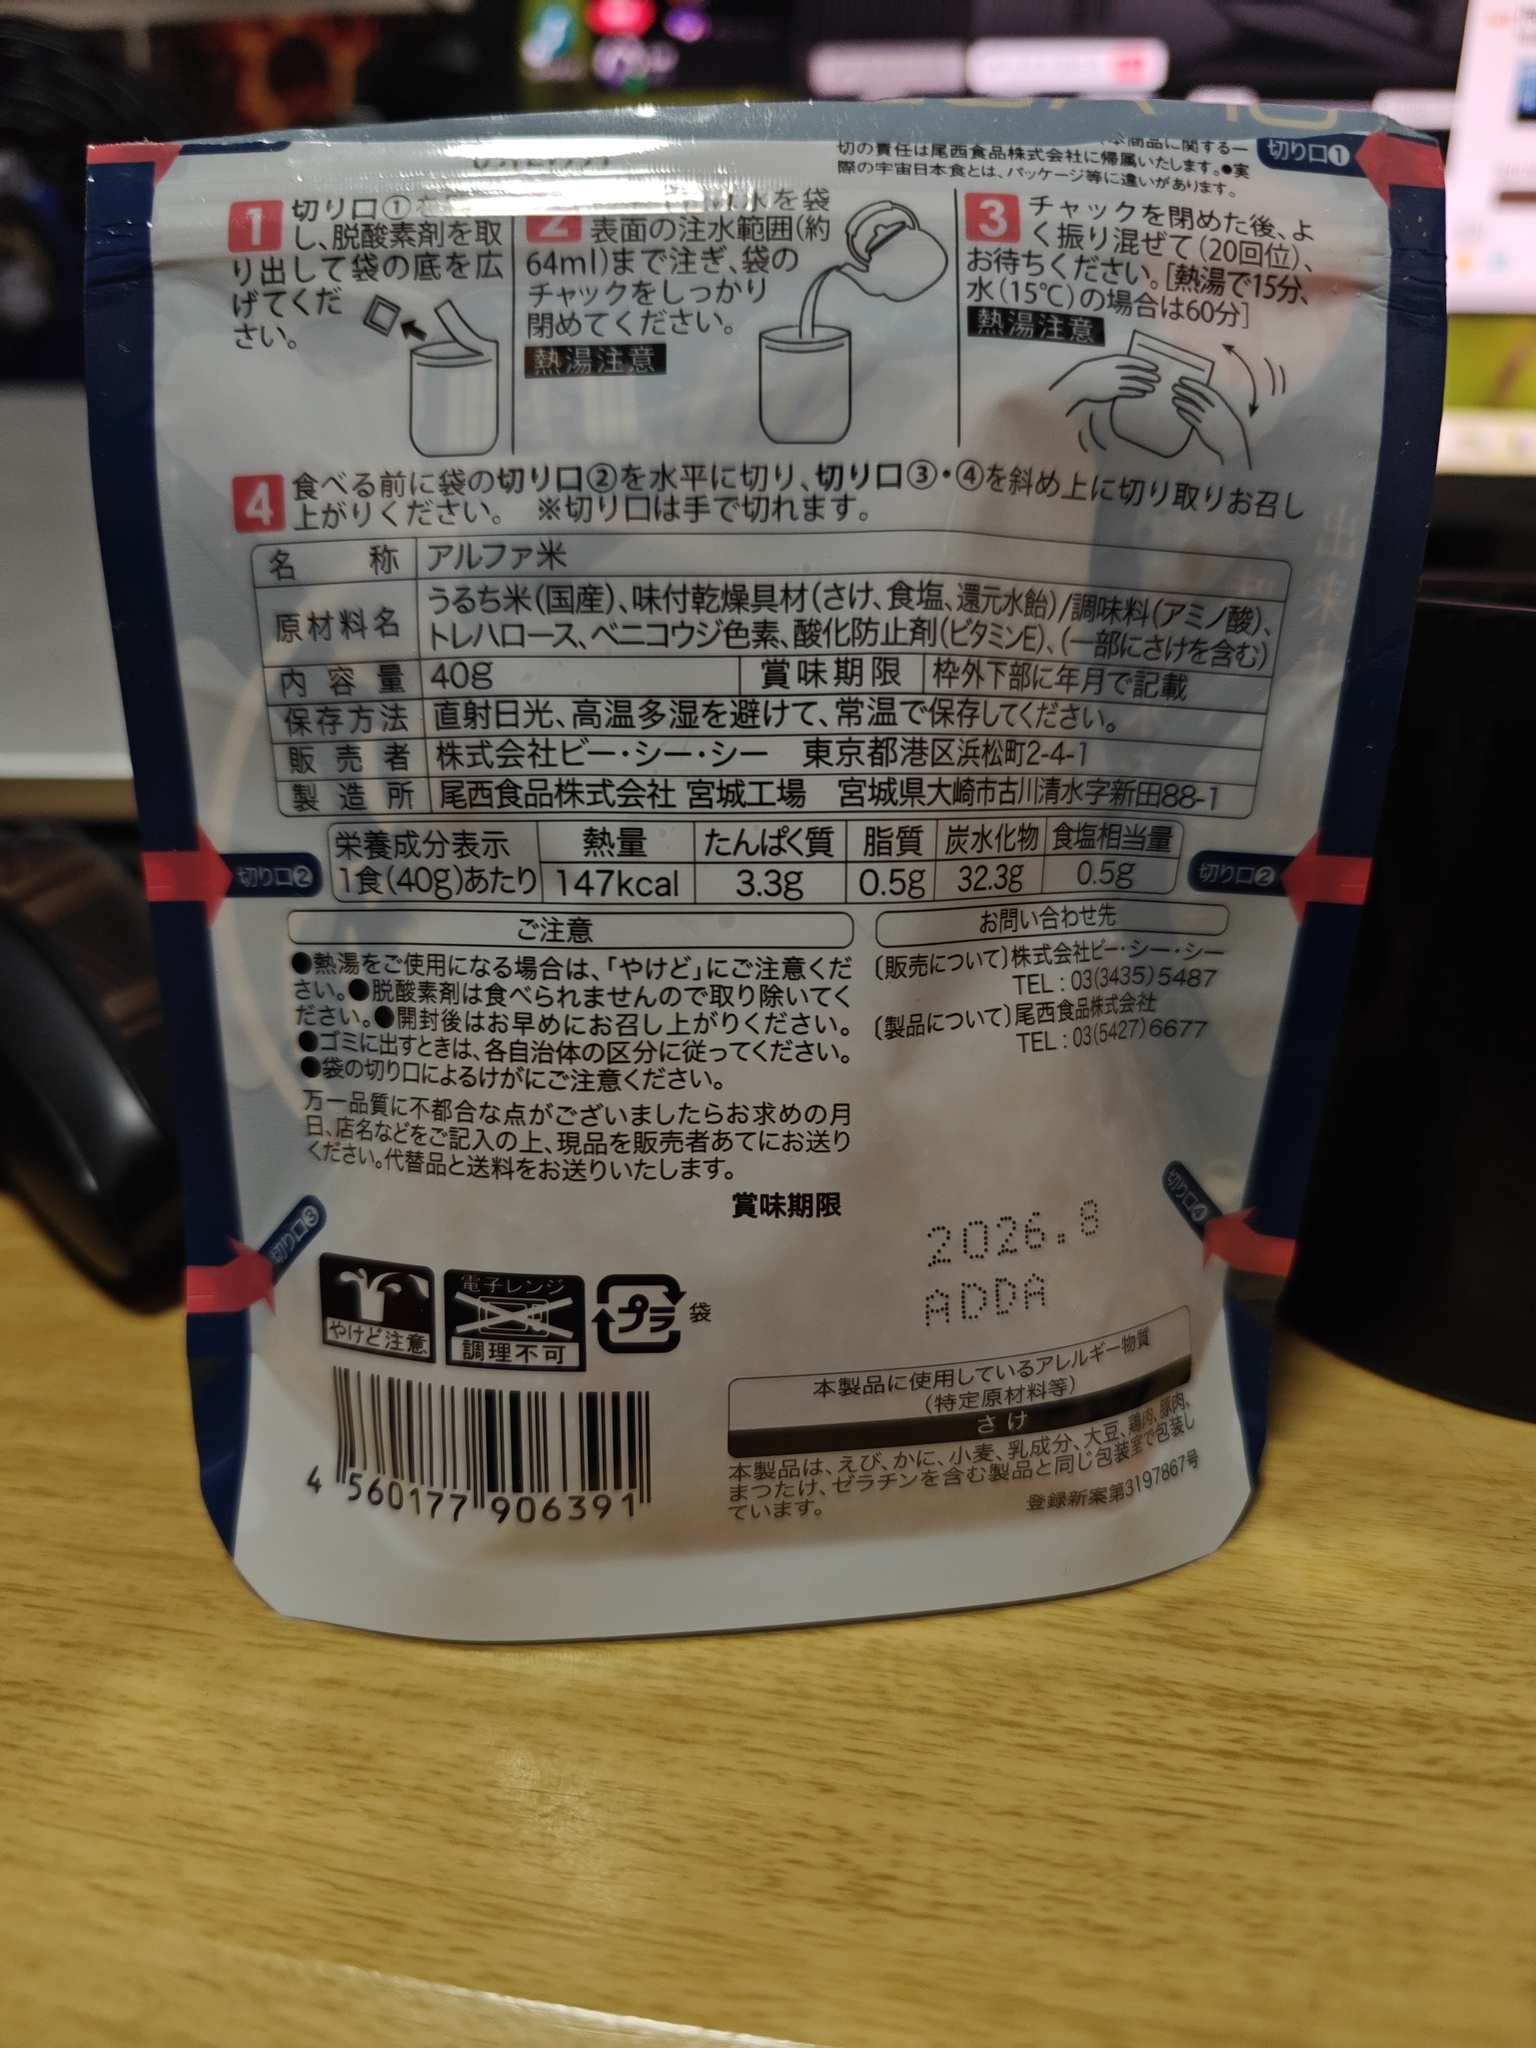 本商品に関する一
切の責任は尾西食品株式会社に帰属いたします。●実
際の宇宙日本食とは、パッケージ等に違いがあります。
切り口①
1 切り口①を
し、脱酸素剤を取
り出して袋の底を広
げてくだ
さい。
2 水を袋
表面の注水範囲(約
64ml)まで注ぎ、袋の
チャックをしっかり
閉めてください。
熱湯注意
3 チャックを閉めた後、よ
く振り混ぜて(20回位)、
お待ちください。[熱湯で15分、
水(15℃)の場合は60分]
熱湯注意
4 食べる前に袋の切り口②を水平に切り、切り口③・④を斜め上に切り取りお召し
上がりください。 ※切り口は手で切れます。
名称 アルファ米
原材料名 うるち米(国産)、味付乾燥具材(さけ、食塩、還元水飴)/調味料(アミノ酸)、
トレハロース、ベニコウジ色素、酸化防止剤(ビタミンE)、(一部にさけを含む)
内容量 40g 賞味期限 枠外下部に年月で記載
保存方法 直射日光、高温多湿を避けて、常温で保存してください。
販売者 株式会社ビー・シー・シー 東京都港区浜松町2-4-1
製造所 尾西食品株式会社 宮城工場 宮城県大崎市古川清水字新田88-1
栄養成分表示 熱量 たんぱく質 脂質 炭水化物 食塩相当量
1食(40g)あたり 147kcal 3.3g 0.5g 32.3g 0.5g
切り口②
切り口②
ご注意
●熱湯をご使用になる場合は、「やけど」にご注意くだ
さい。●脱酸素剤は食べられませんので取り除いてく
ださい。●開封後はお早めにお召し上がりください。
●ゴミに出すときは、各自治体の区分に従ってください。
●袋の切り口によるけがにご注意ください。
万一品質に不都合な点がございましたらお求めの月
日、店名などをご記入の上、現品を販売者あてにお送り
ください。代替品と送料をお送りいたします。
お問い合わせ先
〔販売について〕株式会社ビー・シー・シー
TEL:03(3435)5487
〔製品について〕尾西食品株式会社
TEL:03(5427)6677
賞味期限
2026.8
ADDA
切り口③
切り口④
やけど注意
電子レンジ
調理不可
プラ
袋
4 560177 906391
本製品に使用しているアレルギー物質
(特定原材料等)
さけ
本製品は、えび、かに、小麦、乳成分、大豆、鶏肉、豚肉、
まつたけ、ゼラチンを含む製品と同じ包装室で包装し
ています。
登録新案第3197867号